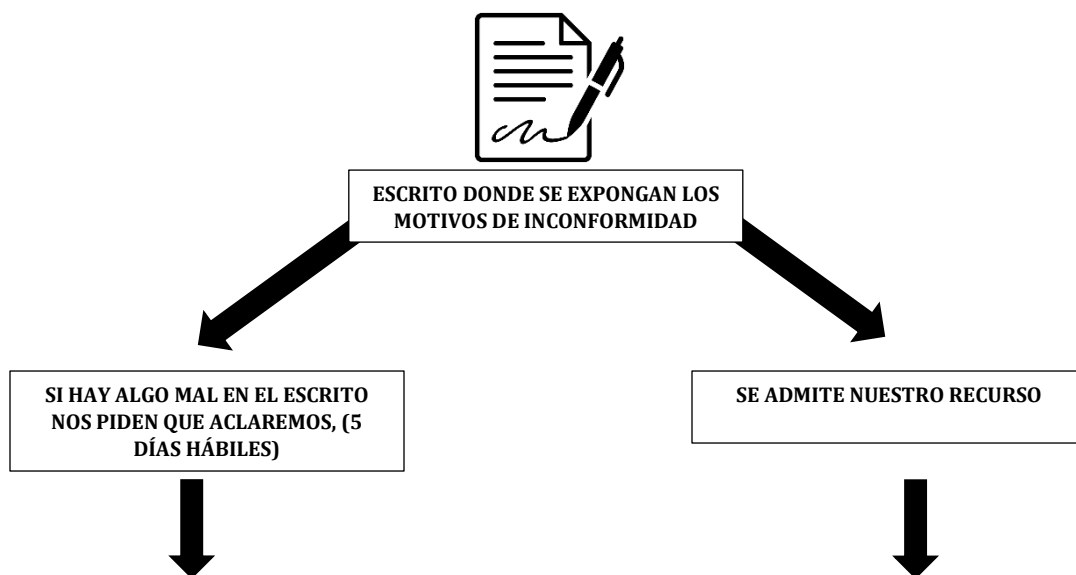 ESCRITO DONDE SE EXPONGAN LOS
MOTIVOS DE INCONFORMIDAD
SI HAY ALGO MAL EN EL ESCRITO
NOS PIDEN QUE ACLAREMOS, (5
DÍAS HÁBILES)
SE ADMITE NUESTRO RECURSO